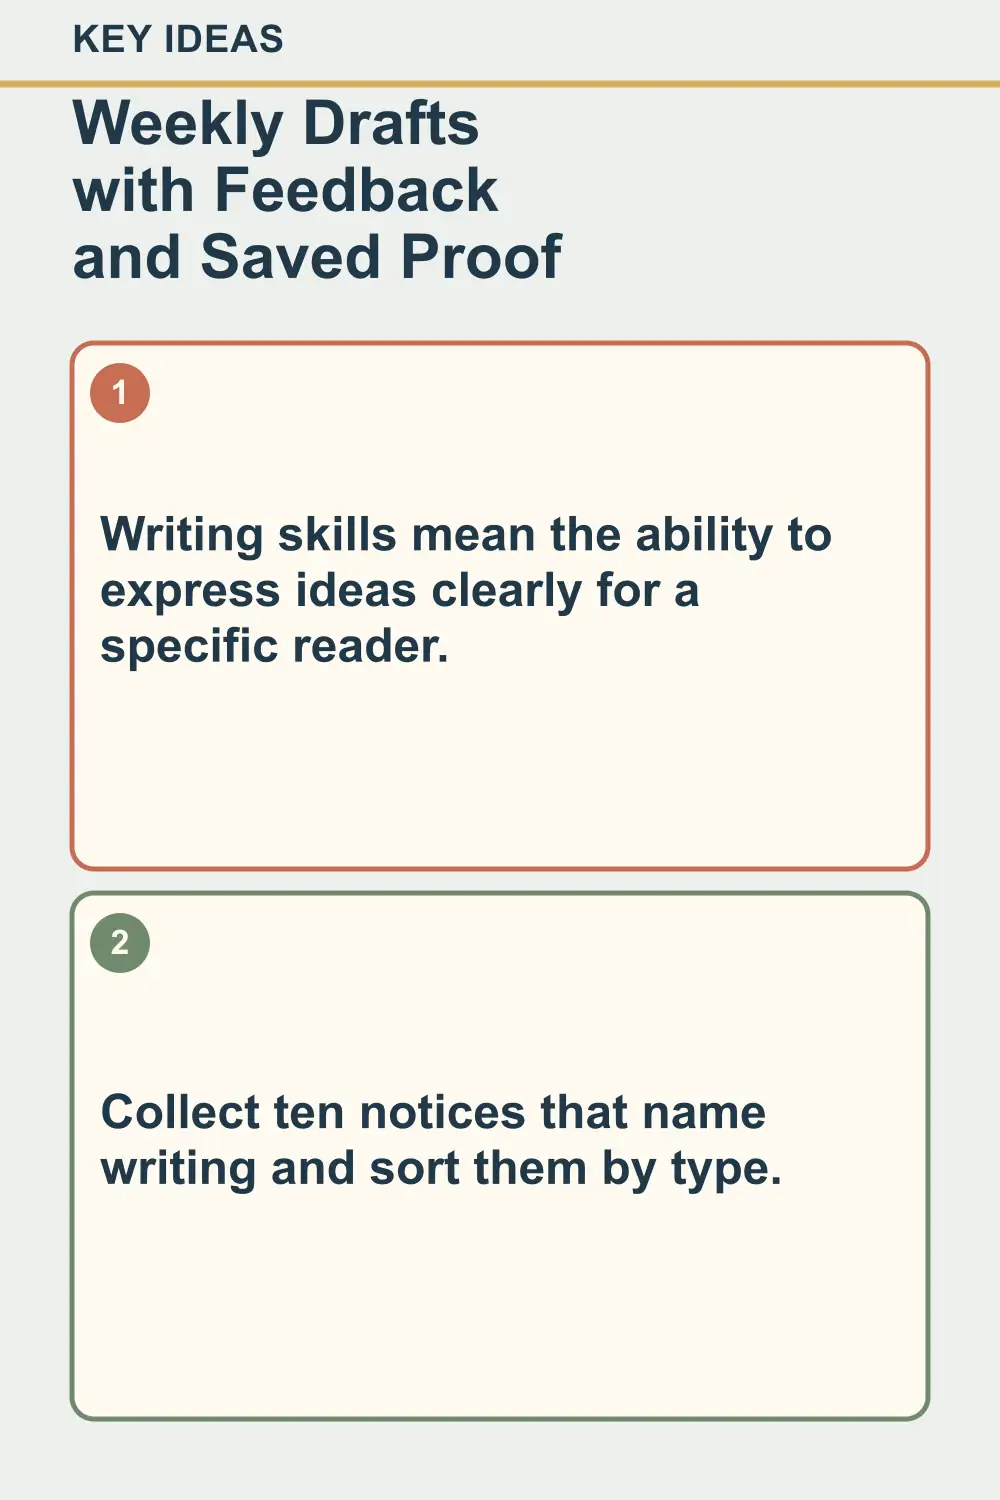 KEY IDEAS
Weekly Drafts
with Feedback
and Saved Proof
1
Writing skills mean the ability to
express ideas clearly for a
specific reader.
2
Collect ten notices that name
writing and sort them by type.